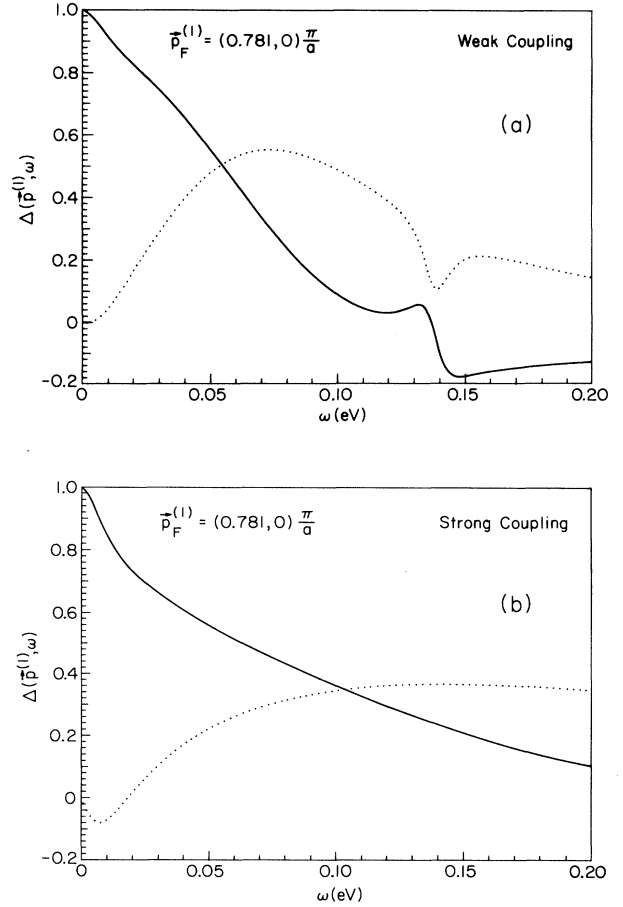 1.0
0.8
0.6
0.4
0.2
0
-0.2
Δ(p⃗⁽¹⁾,ω)
p⃗_F⁽¹⁾ = (0.781,0) π/a
Weak Coupling
(a)
0
0.05
0.10
0.15
0.20
ω(eV)
1.0
0.8
0.6
0.4
0.2
0
-0.2
Δ(p⃗⁽¹⁾,ω)
p⃗_F⁽¹⁾ = (0.781,0) π/a
Strong Coupling
(b)
0
0.05
0.10
0.15
0.20
ω(eV)